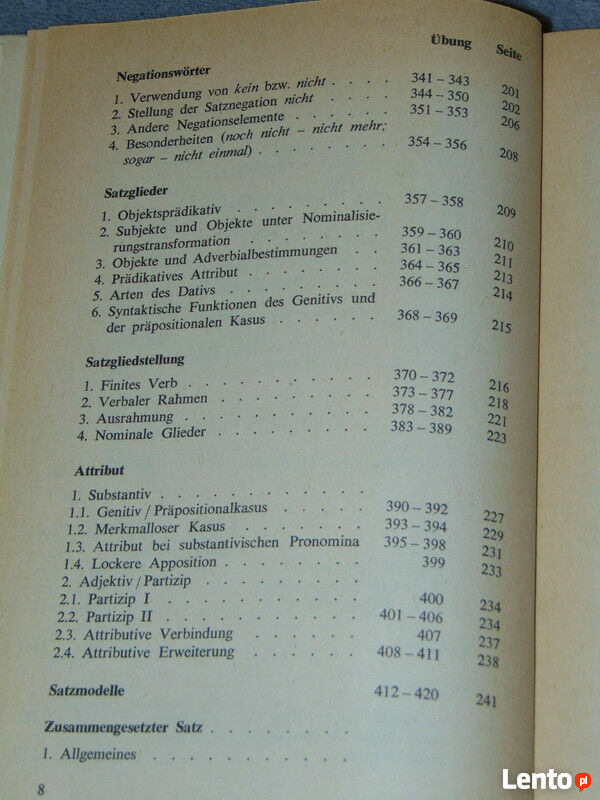 Übung Seite
Negationswörter
1. Verwendung von kein bzw. nicht . . . . 341 – 343 201
2. Stellung der Satznegation nicht . . . . 344 – 350 202
3. Andere Negationselemente . . . . . 351 – 353 206
4. Besonderheiten (noch nicht – nicht mehr;
sogar – nicht einmal) . . . . . . . 354 – 356 208
Satzglieder
1. Objektsprädikativ . . . . . . . . 357 – 358 209
2. Subjekte und Objekte unter Nominalisie-
rungstransformation . . . . . . . 359 – 360 210
3. Objekte und Adverbialbestimmungen . . 361 – 363 211
4. Prädikatives Attribut . . . . . . . 364 – 365 213
5. Arten des Dativs . . . . . . . . 366 – 367 214
6. Syntaktische Funktionen des Genitivs und
der präpositionalen Kasus . . . . . . 368 – 369 215
Satzgliedstellung
1. Finites Verb . . . . . . . . . . 370 – 372 216
2. Verbaler Rahmen . . . . . . . . 373 – 377 218
3. Ausrahmung . . . . . . . . . . 378 – 382 221
4. Nominale Glieder . . . . . . . . 383 – 389 223
Attribut
1. Substantiv . . . . . . . . . . .
1.1. Genitiv / Präpositionalkasus . . . . . 390 – 392 227
1.2. Merkmalloser Kasus . . . . . . . 393 – 394 229
1.3. Attribut bei substantivischen Pronomina 395 – 398 231
1.4. Lockere Apposition . . . . . . . 399 233
2. Adjektiv / Partizip . . . . . . . .
2.1. Partizip I . . . . . . . . . . 400 234
2.2. Partizip II . . . . . . . . . . 401 – 406 234
2.3. Attributive Verbindung . . . . . . 407 237
2.4. Attributive Erweiterung . . . . . . 408 – 411 238
Satzmodelle 412 – 420 241
Zusammengesetzter Satz . . . . . . .
1. Allgemeines . . . . . . . . . .
8
Lento pl